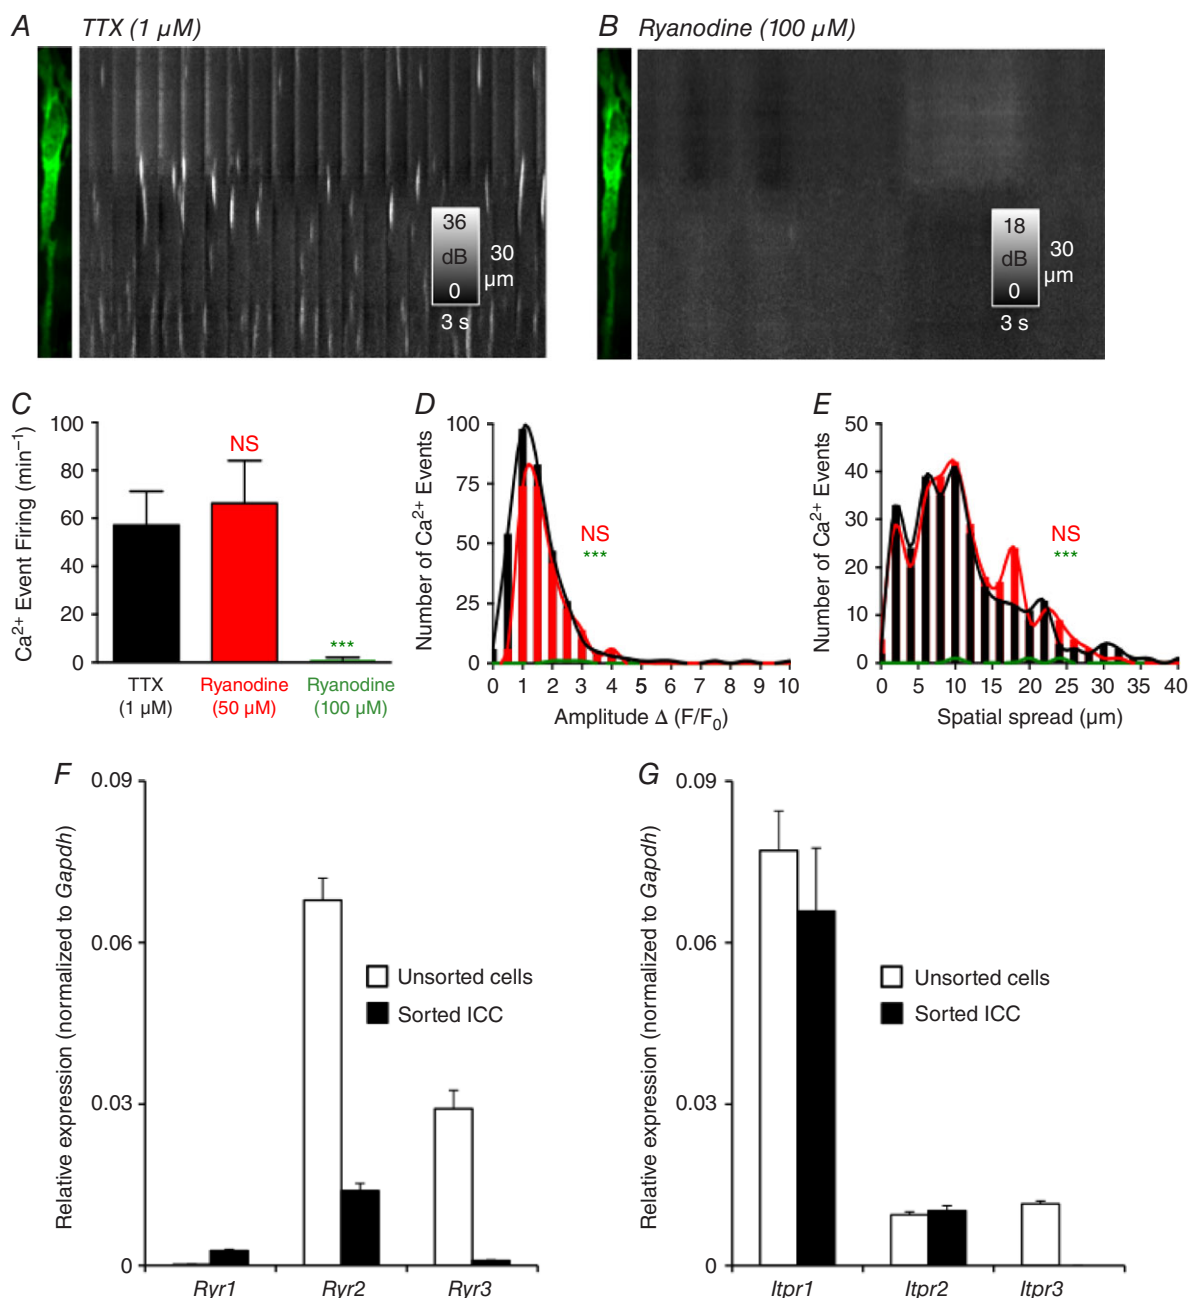 A TTX (1 µM)
36
dB
0
30
µm
3 s
B Ryanodine (100 µM)
18
dB
0
30
µm
3 s
C
Ca2+ Event Firing (min−1)
100
80
60
40
20
0
NS
***
TTX
(1 µM)
Ryanodine
(50 µM)
Ryanodine
(100 µM)
D
Number of Ca2+ Events
100
75
50
25
0
NS
***
0 1 2 3 4 5 6 7 8 9 10
Amplitude Δ (F/F0)
E
Number of Ca2+ Events
50
40
30
20
10
0
NS
***
0 5 10 15 20 25 30 35 40
Spatial spread (µm)
F
Relative expression (normalized to Gapdh)
0.09
0.06
0.03
0
Unsorted cells
Sorted ICC
Ryr1 Ryr2 Ryr3
G
Relative expression (normalized to Gapdh)
0.09
0.06
0.03
0
Unsorted cells
Sorted ICC
Itpr1 Itpr2 Itpr3